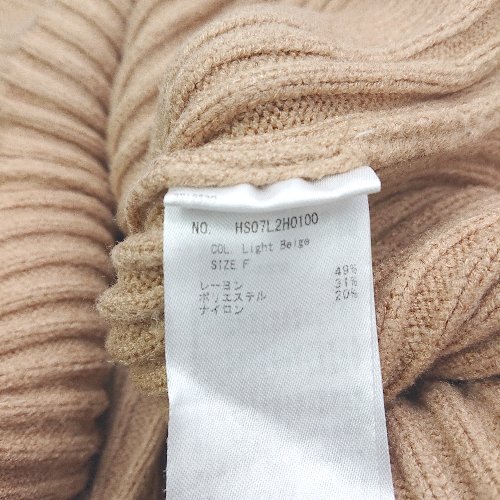 NO. HS07L2H0100
COL. Light Beige
SIZE F
レーヨン 49%
ポリエステル 31%
ナイロン 20%